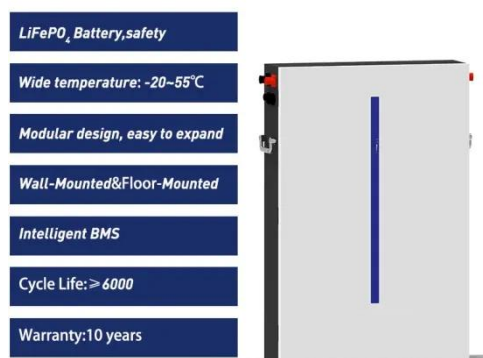 LiFePO₄ Battery,safety
Wide temperature: -20~55℃
Modular design, easy to expand
Wall-Mounted&Floor-Mounted
Intelligent BMS
Cycle Life:≥6000
Warranty:10 years